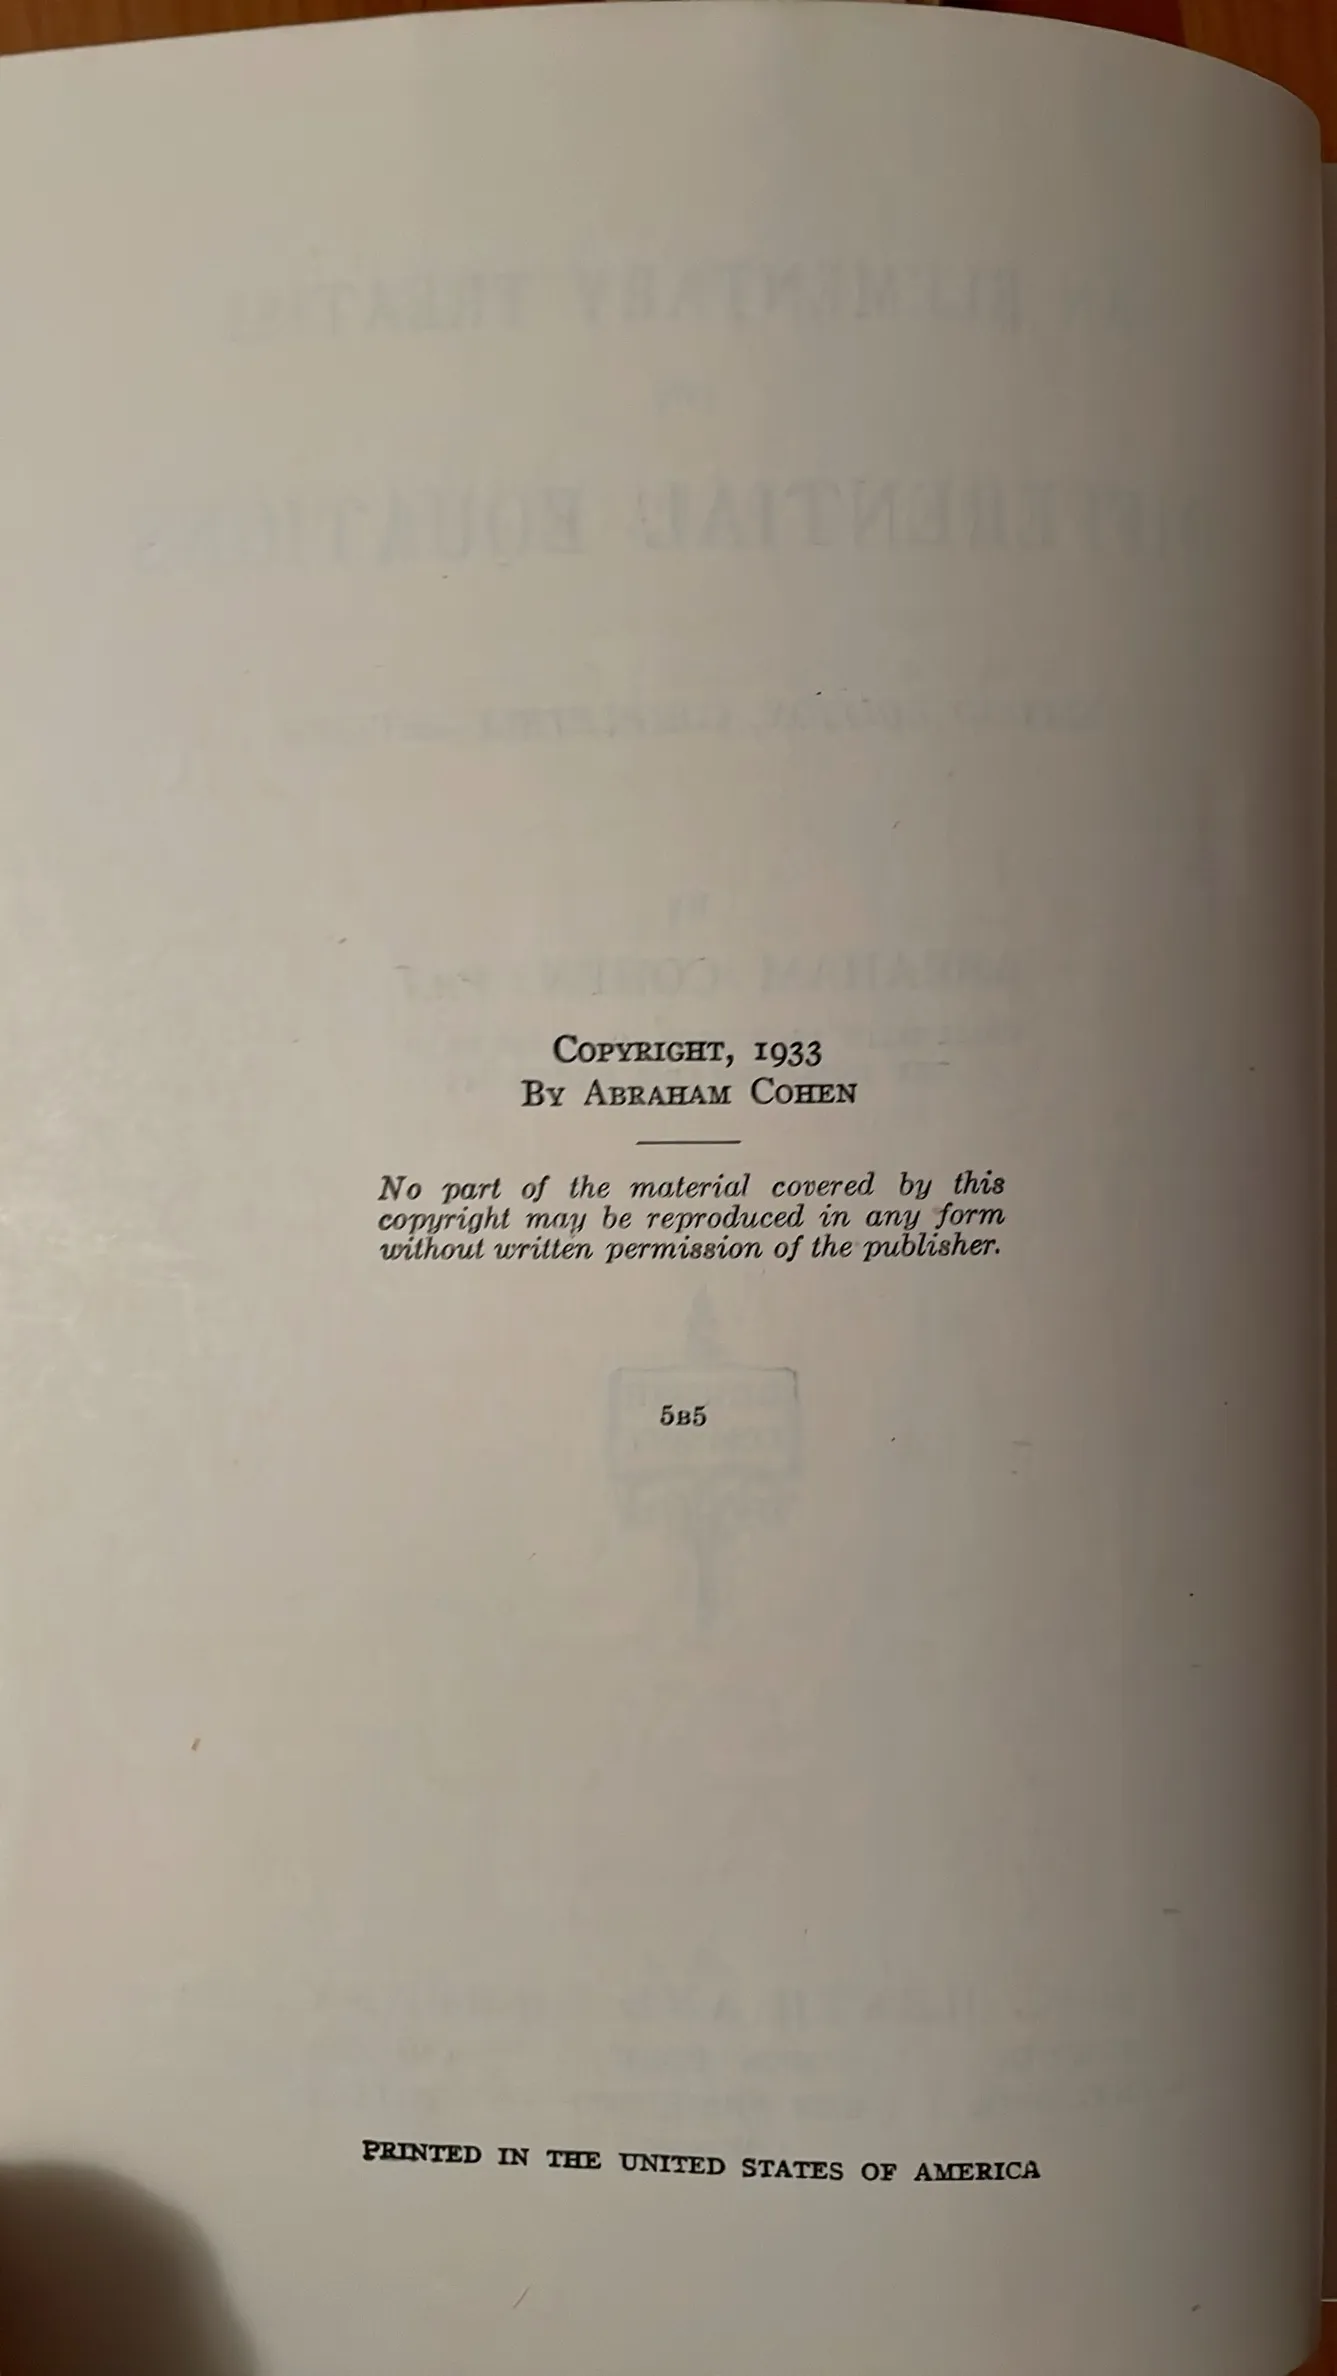 COPYRIGHT, 1933
BY ABRAHAM COHEN
No part of the material covered by this
copyright may be reproduced in any form
without written permission of the publisher.
5B5
PRINTED IN THE UNITED STATES OF AMERICA